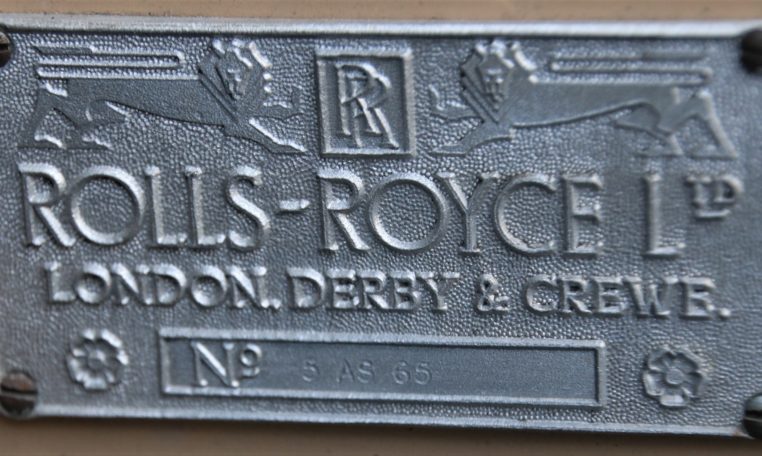 RR
ROLLS-ROYCE LTD
LONDON, DERBY & CREWE.
No 5 AS 65